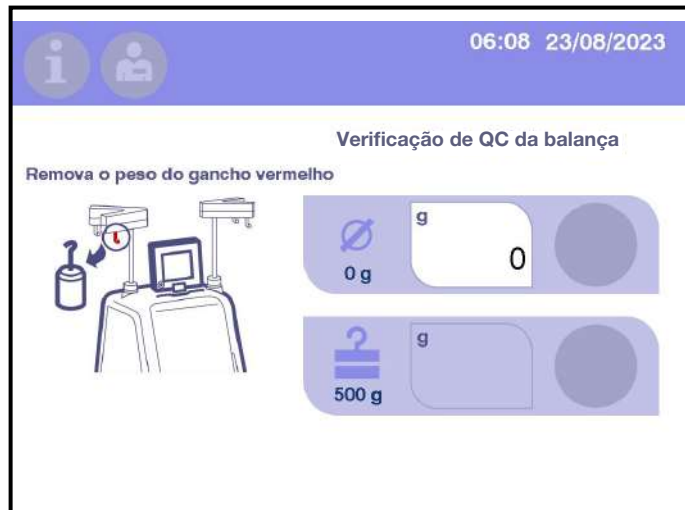 06:08 23/08/2023
Verificação de QC da balança
Remova o peso do gancho vermelho
g
0
0 g
g
500 g